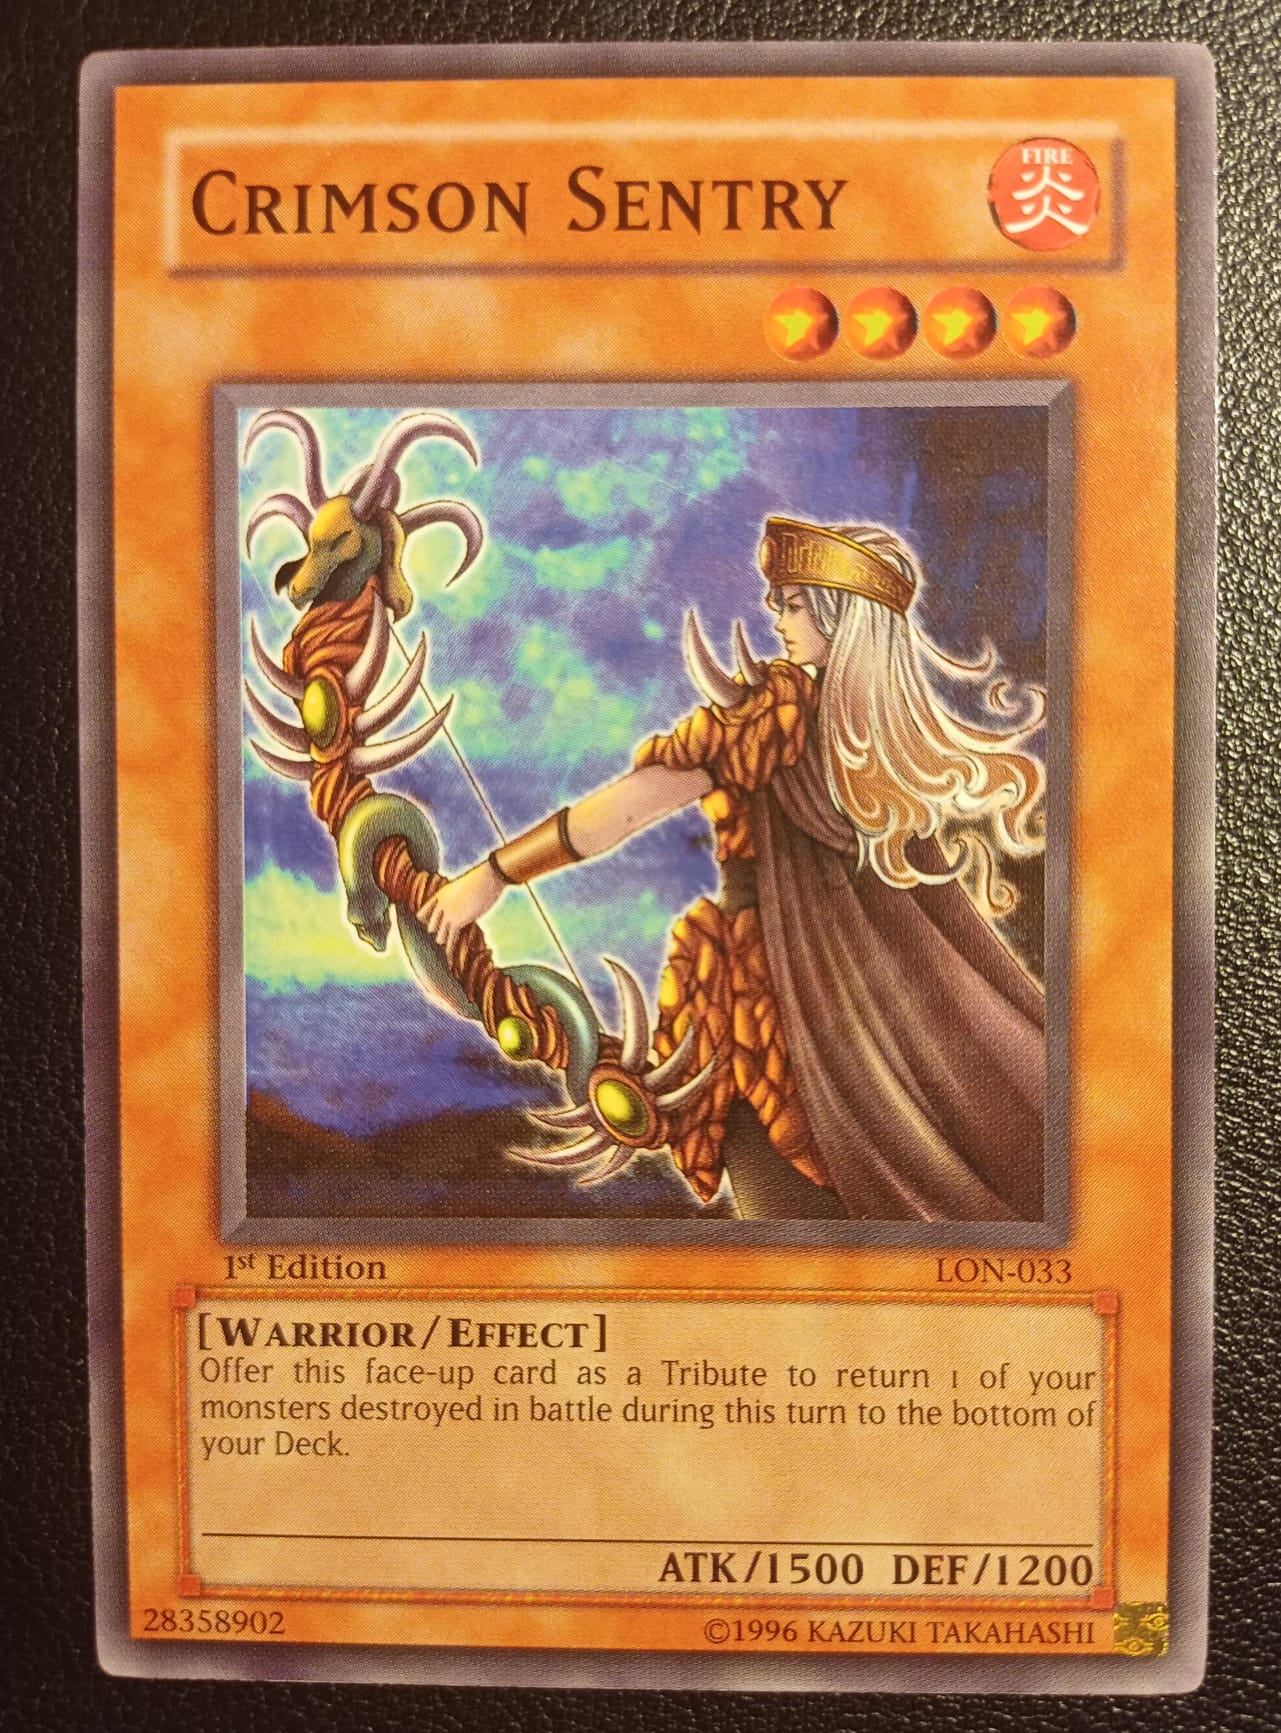 CRIMSON SENTRY
FIRE
炎
1st Edition
LON-033
[WARRIOR/EFFECT]
Offer this face-up card as a Tribute to return 1 of your
monsters destroyed in battle during this turn to the bottom of
your Deck.
ATK/1500 DEF/1200
28358902
©1996 KAZUKI TAKAHASHI